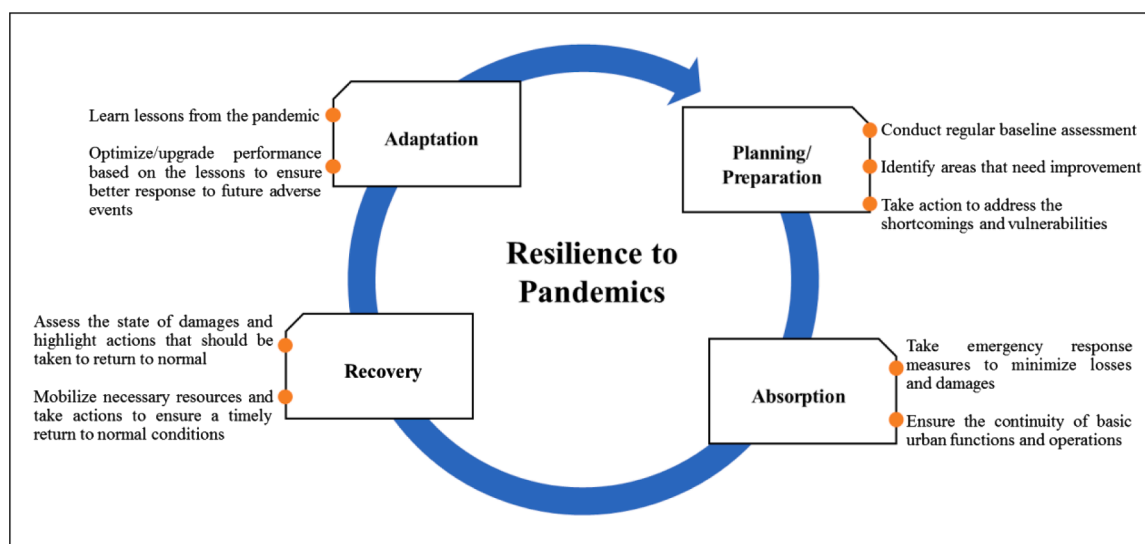 Learn lessons from the pandemic
Optimize/upgrade performance
based on the lessons to ensure
better response to future adverse
events
Adaptation
Planning/
Preparation
Conduct regular baseline assessment
Identify areas that need improvement
Take action to address the
shortcomings and vulnerabilities
Resilience to
Pandemics
Assess the state of damages and
highlight actions that should be
taken to return to normal
Mobilize necessary resources and
take actions to ensure a timely
return to normal conditions
Recovery
Absorption
Take emergency response
measures to minimize losses
and damages
Ensure the continuity of basic
urban functions and operations